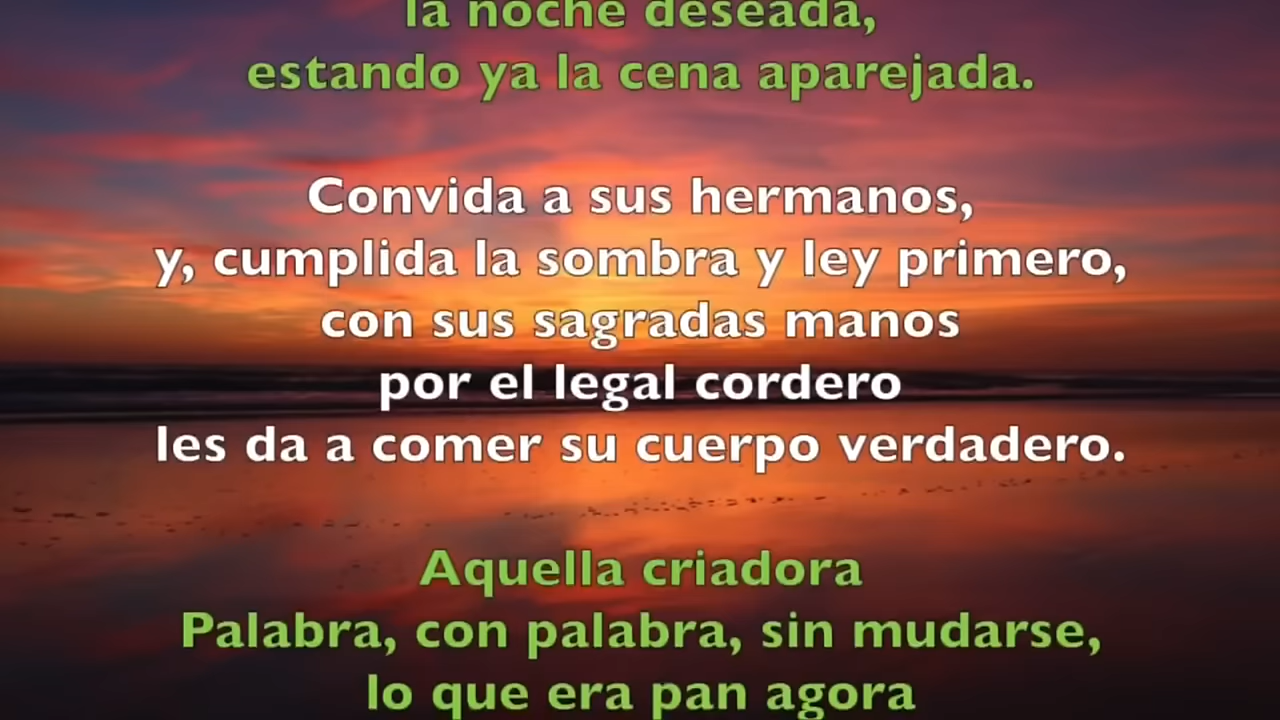 la noche deseada,
estando ya la cena aparejada.
Convida a sus hermanos,
y, cumplida la sombra y ley primero,
con sus sagradas manos
por el legal cordero
les da a comer su cuerpo verdadero.
Aquella criadora
Palabra, con palabra, sin mudarse,
lo que era pan agora